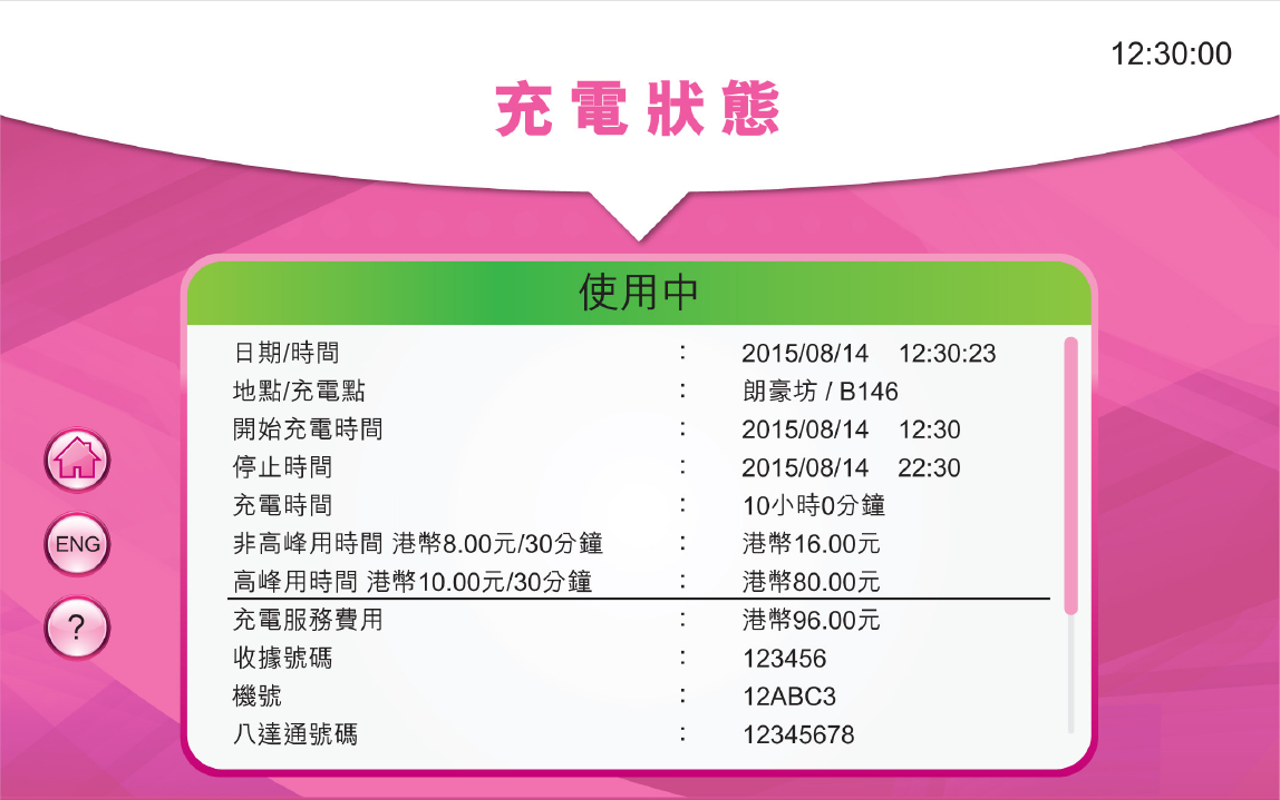 12:30:00
充電狀態
使用中
日期/時間 : 2015/08/14 12:30:23
地點/充電點 : 朗豪坊 / B146
開始充電時間 : 2015/08/14 12:30
停止時間 : 2015/08/14 22:30
充電時間 : 10小時0分鐘
非高峰用時間 港幣8.00元/30分鐘 : 港幣16.00元
高峰用時間 港幣10.00元/30分鐘 : 港幣80.00元
充電服務費用 : 港幣96.00元
收據號碼 : 123456
機號 : 12ABC3
八達通號碼 : 12345678
ENG
?